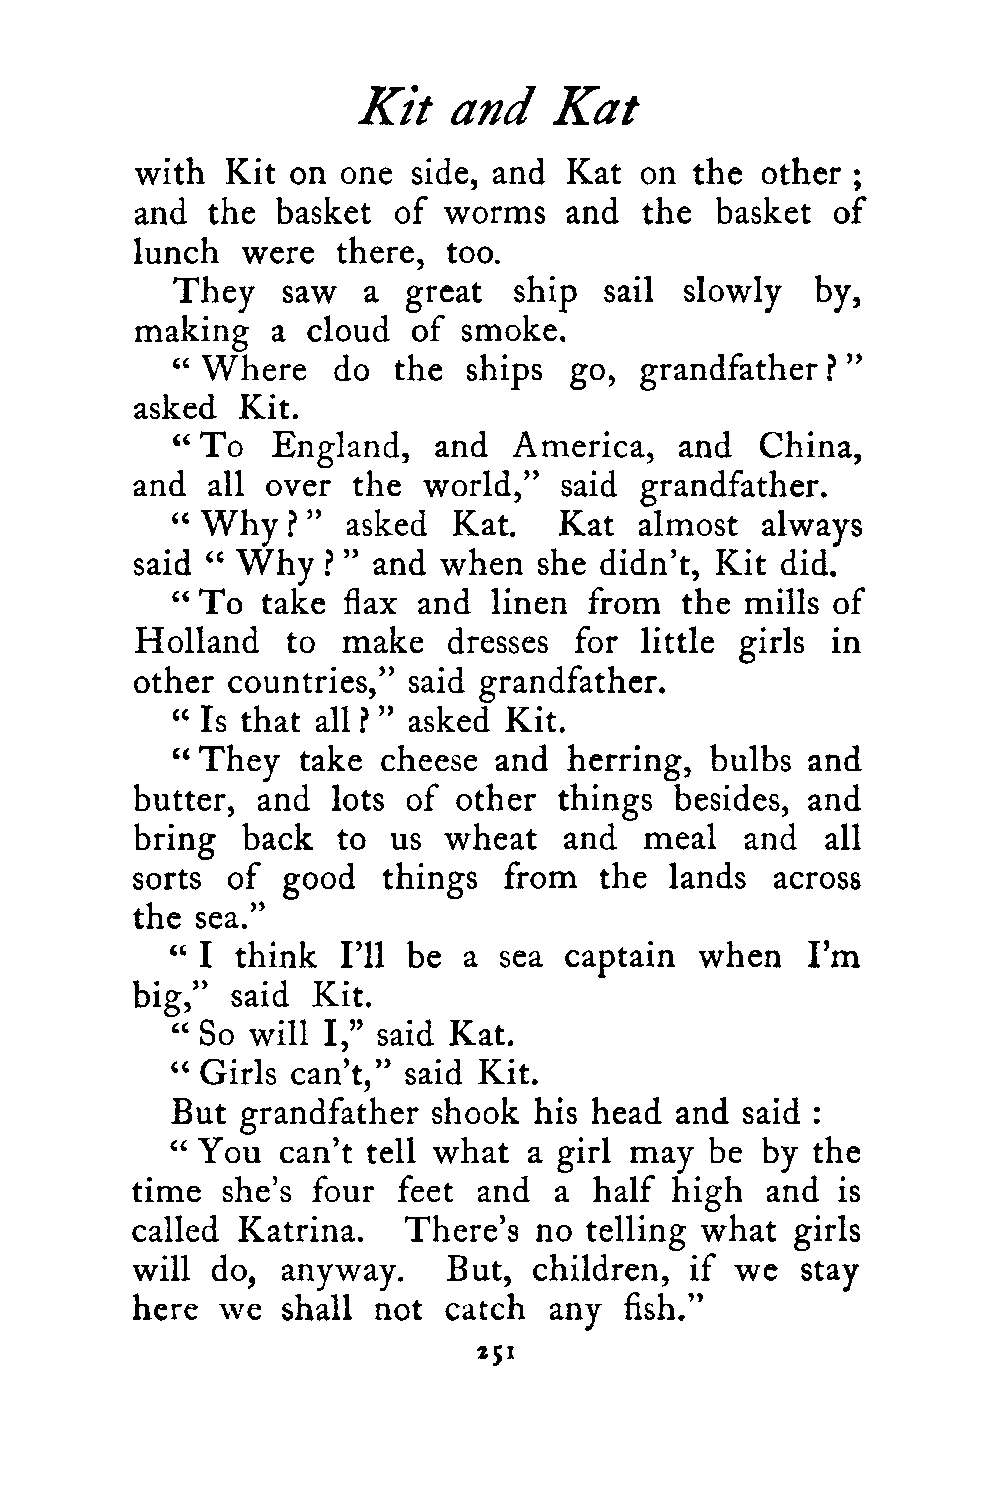 Kit and Kat
with Kit on one side, and Kat on the other ;
and the basket of worms and the basket of
lunch were there, too.
They saw a great ship sail slowly by,
making a cloud of smoke.
“ Where do the ships go, grandfather ? ”
asked Kit.
“ To England, and America, and China,
and all over the world,” said grandfather.
“ Why ? ” asked Kat. Kat almost always
said “ Why ? ” and when she didn’t, Kit did.
“ To take flax and linen from the mills of
Holland to make dresses for little girls in
other countries,” said grandfather.
“ Is that all ? ” asked Kit.
“ They take cheese and herring, bulbs and
butter, and lots of other things besides, and
bring back to us wheat and meal and all
sorts of good things from the lands across
the sea.”
“ I think I’ll be a sea captain when I’m
big,” said Kit.
“ So will I,” said Kat.
“ Girls can’t,” said Kit.
But grandfather shook his head and said :
“ You can’t tell what a girl may be by the
time she’s four feet and a half high and is
called Katrina. There’s no telling what girls
will do, anyway. But, children, if we stay
here we shall not catch any fish.”
251